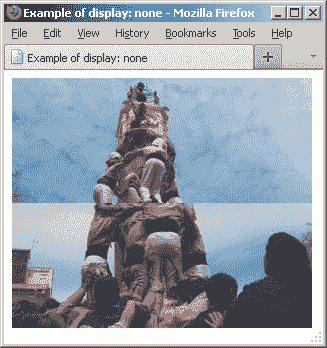 Example of display: none - Mozilla Firefox
File Edit View History Bookmarks Tools Help
Example of display: none